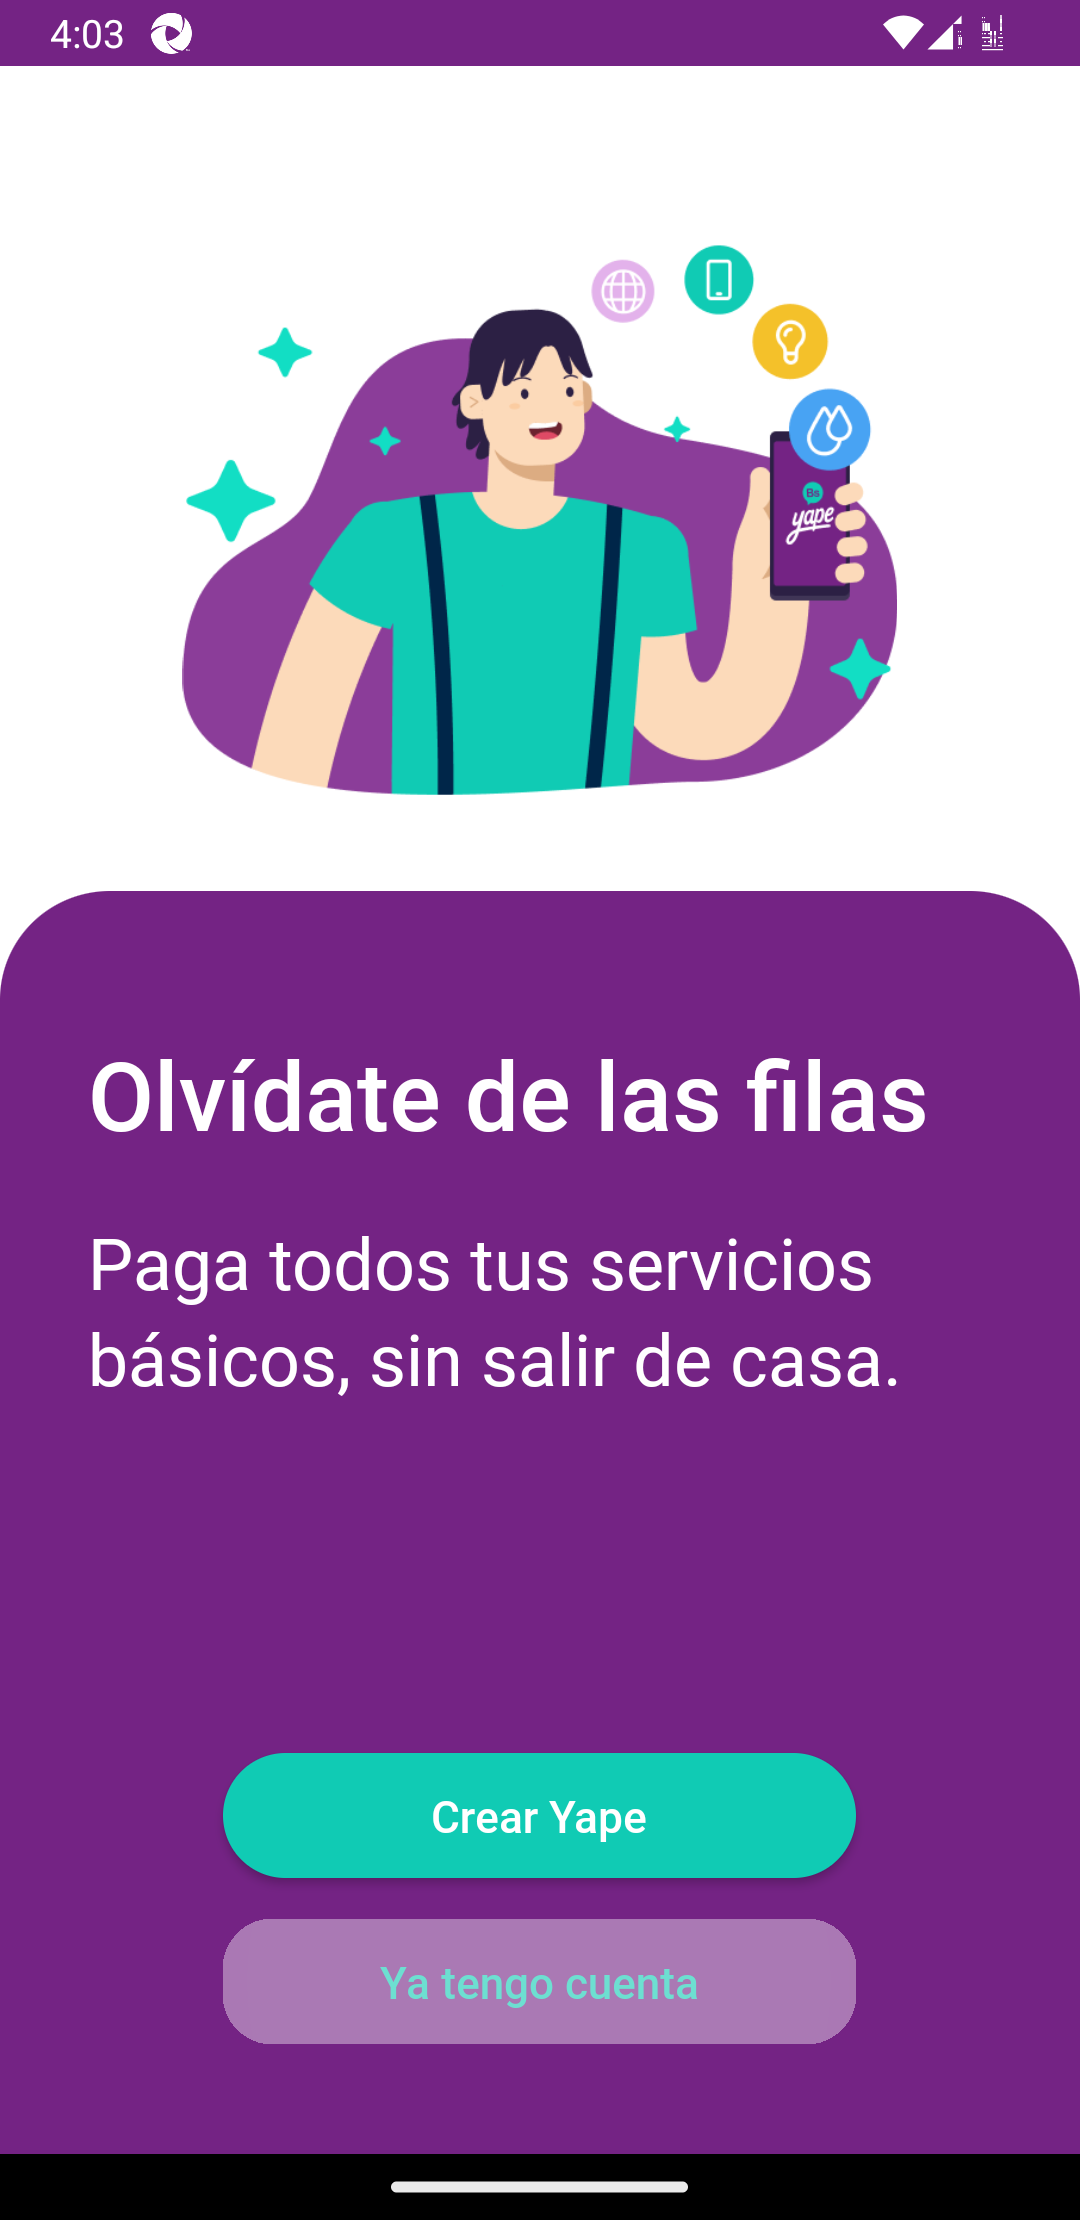 4:03
Bs
yape
Olvídate de las filas
Paga todos tus servicios
básicos, sin salir de casa.
Crear Yape
Ya tengo cuenta